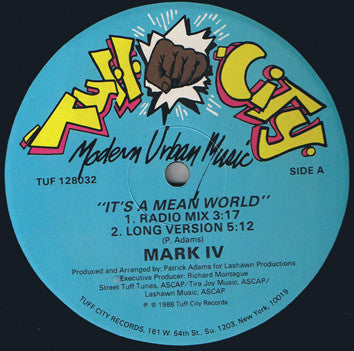 Tuff City
Modern Urban Music
TUF 128032
SIDE A
"IT'S A MEAN WORLD"
1. RADIO MIX 3:17
2. LONG VERSION 5:12
(P. Adams)
MARK IV
Produced and Arranged by: Patrick Adams for Lashawn Productions
Executive Producer: Richard Montague
Street Tuff Tunes, ASCAP/Tira Joy Music, ASCAP/
Lashawn Music, ASCAP
℗ © 1988 Tuff City Records
TUFF CITY RECORDS, 161 W. 54th St., Su. 1203, New York, New York, 10019